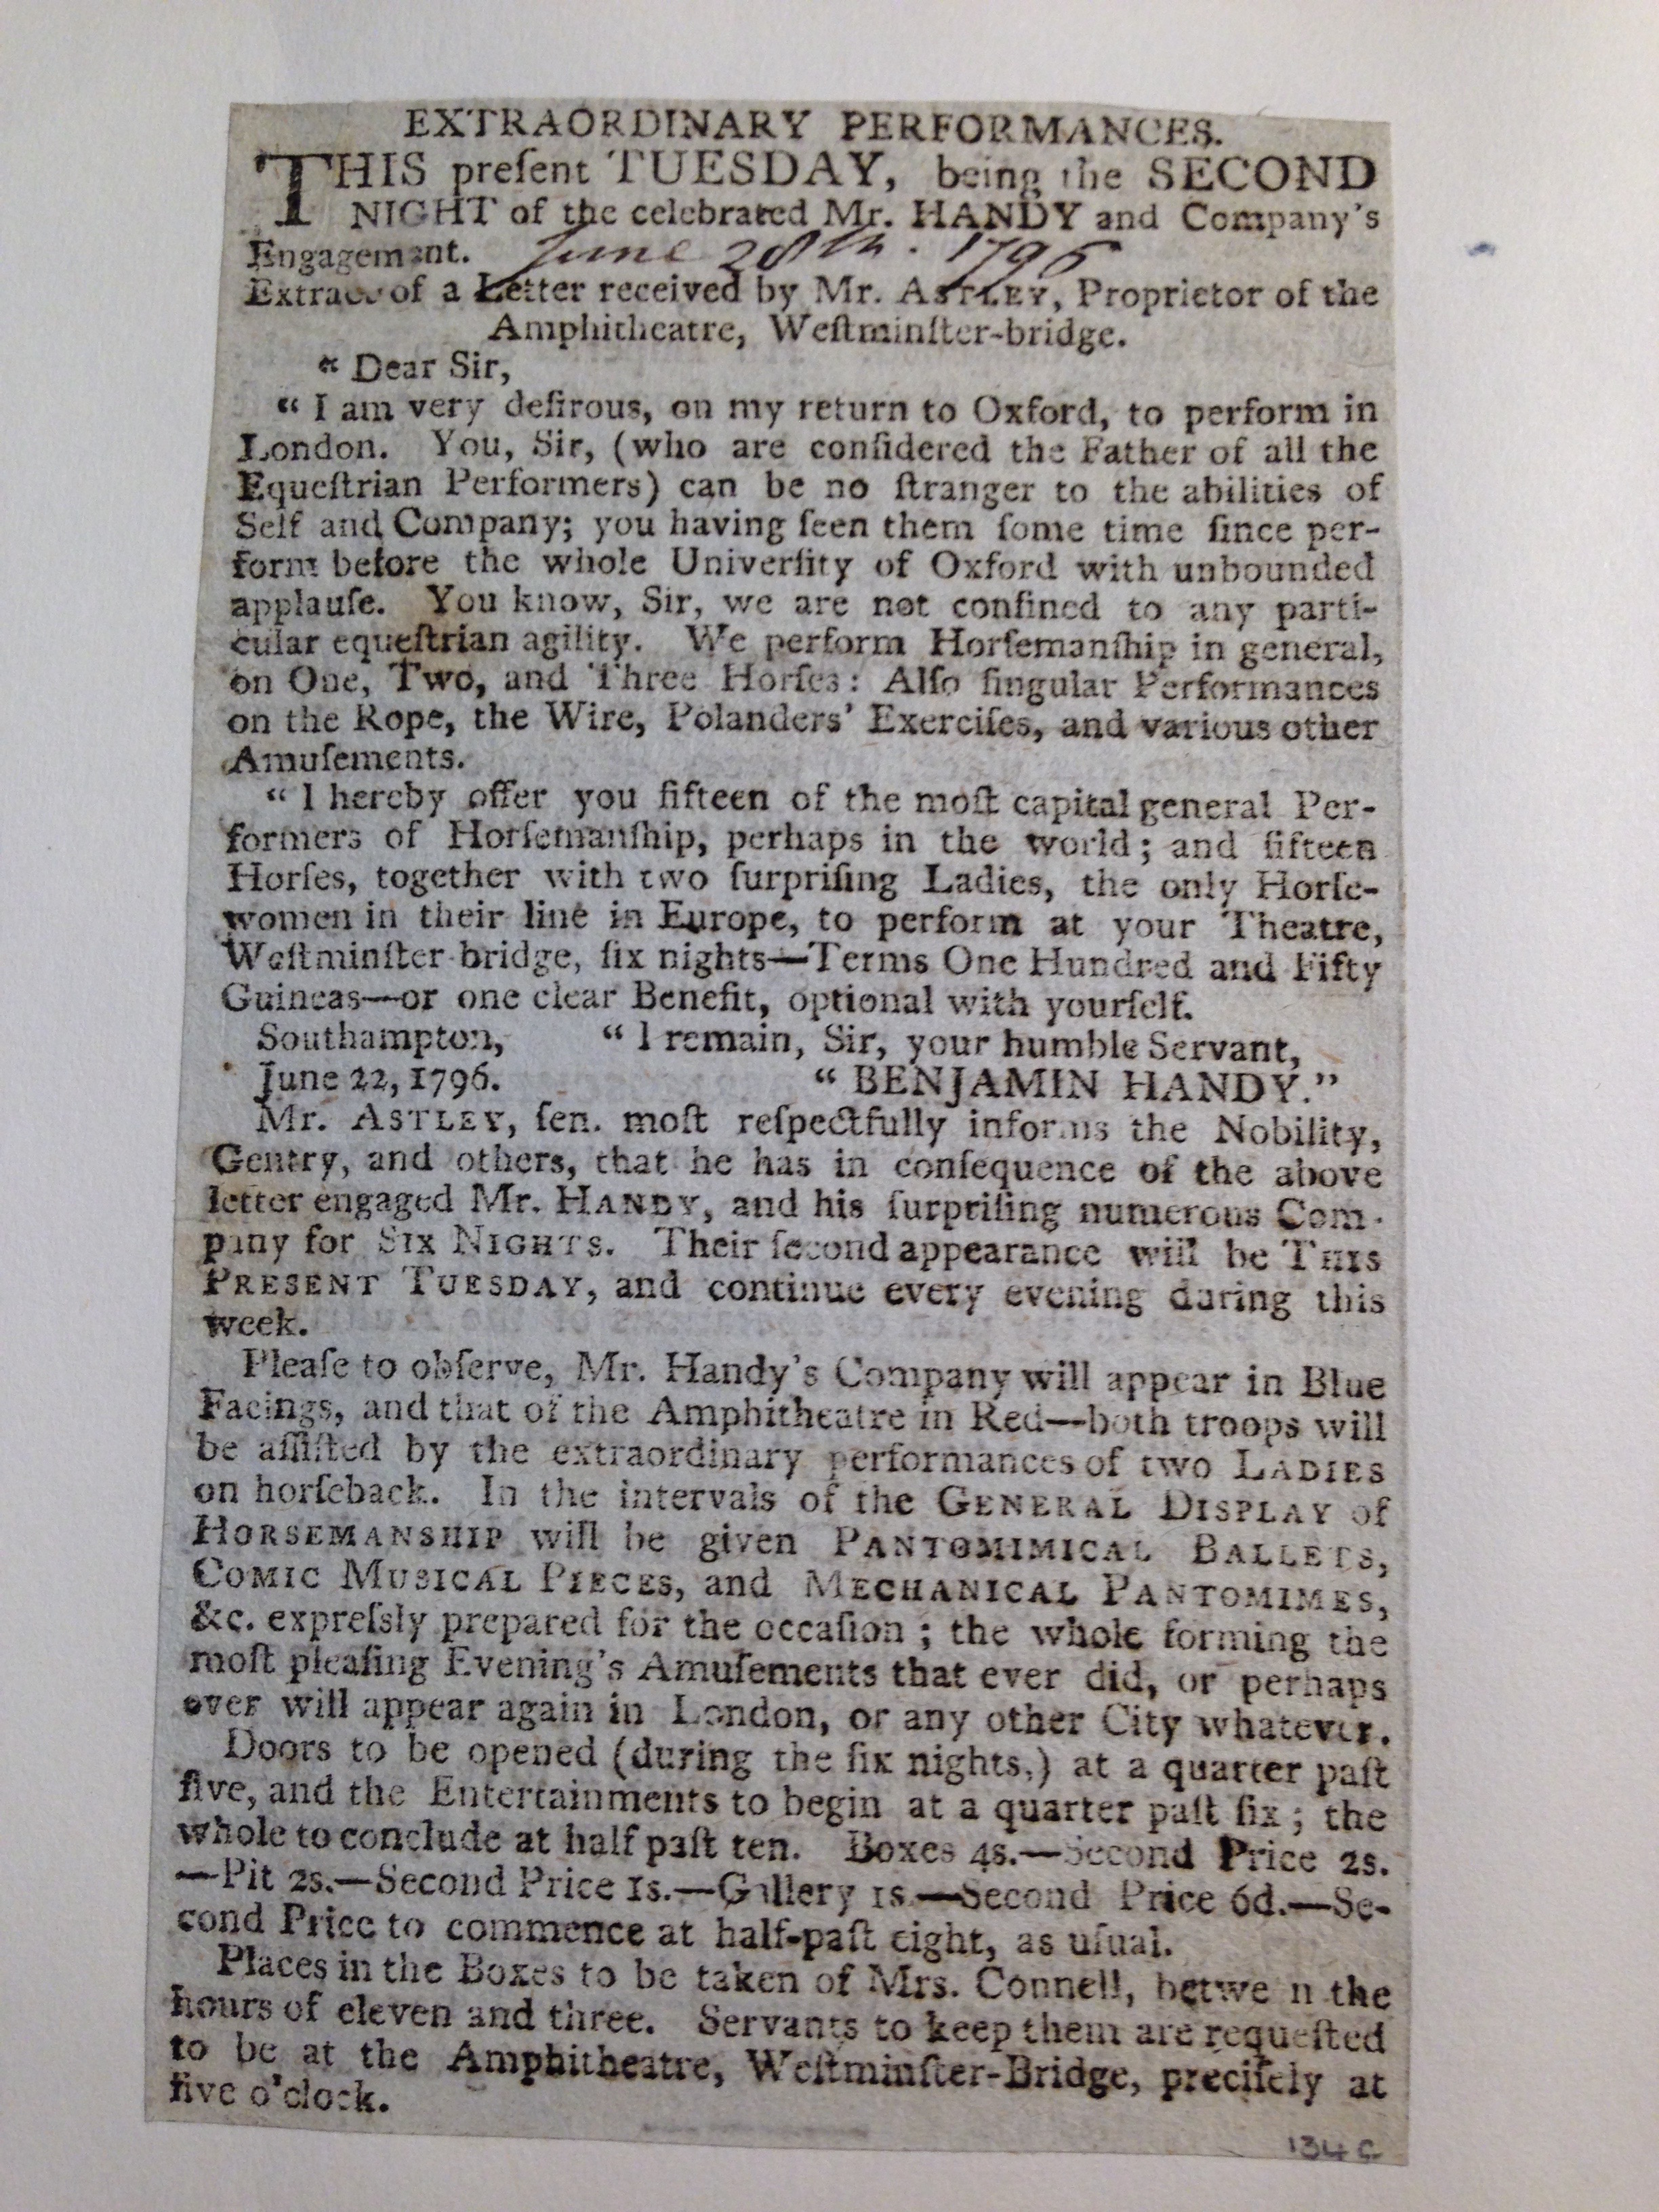 EXTRAORDINARY PERFORMANCES.
THIS preſent TUESDAY, being the SECOND
NIGHT of the celebrated Mr. HANDY and Company's
Engagement. June 28th. 1796
Extract of a Letter received by Mr. ASTLEY, Proprietor of the
Amphitheatre, Weſtminſter-bridge.
“ Dear Sir,
“ I am very deſirous, on my return to Oxford, to perform in
London. You, Sir, (who are conſidered the Father of all the
Equeſtrian Performers) can be no ſtranger to the abilities of
Self and Company; you having ſeen them ſome time ſince per-
form before the whole Univerſity of Oxford with unbounded
applauſe. You know, Sir, we are not confined to any parti-
cular equeſtrian agility. We perform Horſemanſhip in general,
on One, Two, and Three Horſes: Alſo ſingular Performances
on the Rope, the Wire, Polanders' Exerciſes, and various other
Amuſements.
“ I hereby offer you fifteen of the moſt capital general Per-
formers of Horſemanſhip, perhaps in the world; and fifteen
Horſes, together with two ſurpriſing Ladies, the only Horſe-
women in their line in Europe, to perform at your Theatre,
Weſtminſter-bridge, ſix nights—Terms One Hundred and Fifty
Guineas—or one clear Benefit, optional with yourſelf.
Southampton, “ I remain, Sir, your humble Servant,
June 22, 1796. “ BENJAMIN HANDY.”
Mr. ASTLEY, ſen. moſt reſpectfully informs the Nobility,
Gentry, and others, that he has in conſequence of the above
letter engaged Mr. HANDY, and his ſurpriſing numerous Com-
pany for SIX NIGHTS. Their ſecond appearance will be THIS
PRESENT TUESDAY, and continue every evening during this
week.
Pleaſe to obſerve, Mr. Handy's Company will appear in Blue
Facings, and that of the Amphitheatre in Red—both troops will
be aſſiſted by the extraordinary performances of two LADIES
on horſeback. In the intervals of the GENERAL DISPLAY of
HORSEMANSHIP will be given PANTOMIMICAL BALLETS,
COMIC MUSICAL PIECES, and MECHANICAL PANTOMIMES,
&c. expreſsly prepared for the occaſion; the whole forming the
moſt pleaſing Evening's Amuſements that ever did, or perhaps
ever will appear again in London, or any other City whatever.
Doors to be opened (during the ſix nights,) at a quarter paſt
five, and the Entertainments to begin at a quarter paſt ſix; the
whole to conclude at half paſt ten. Boxes 4s.—Second Price 2s.
—Pit 2s.—Second Price 1s.—Gallery 1s.—Second Price 6d.—Se-
cond Price to commence at half-paſt eight, as uſual.
Places in the Boxes to be taken of Mrs. Connell, betwe n the
hours of eleven and three. Servants to keep them are requeſted
to be at the Amphitheatre, Weſtminſter-Bridge, preciſely at
five o'clock.